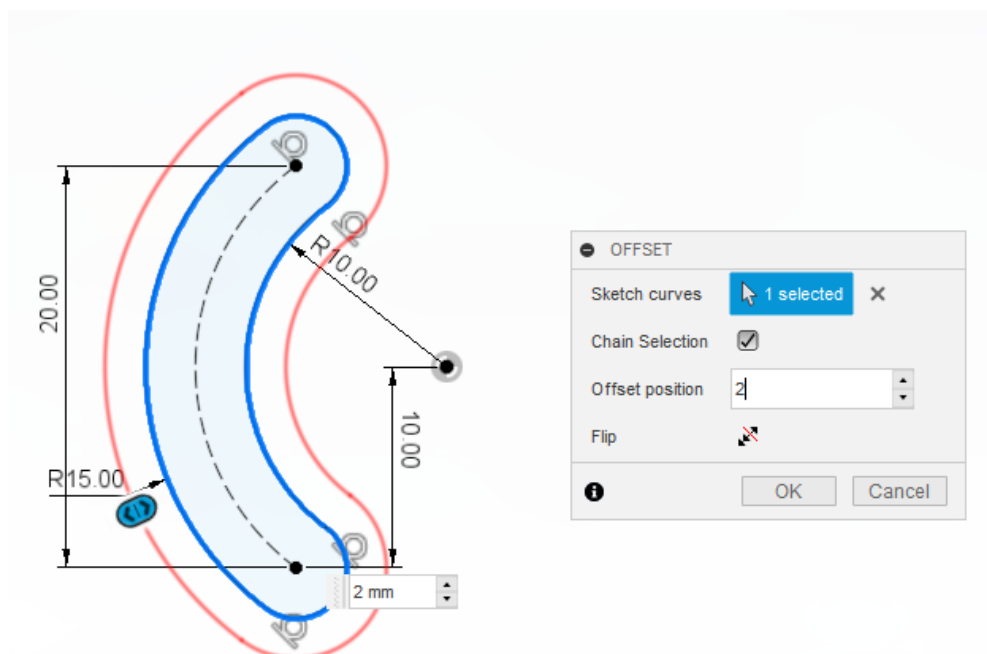 20.00
R10.00
10.00
R15.00
2 mm
OFFSET
Sketch curves 1 selected
Chain Selection
Offset position 2
Flip
OK Cancel